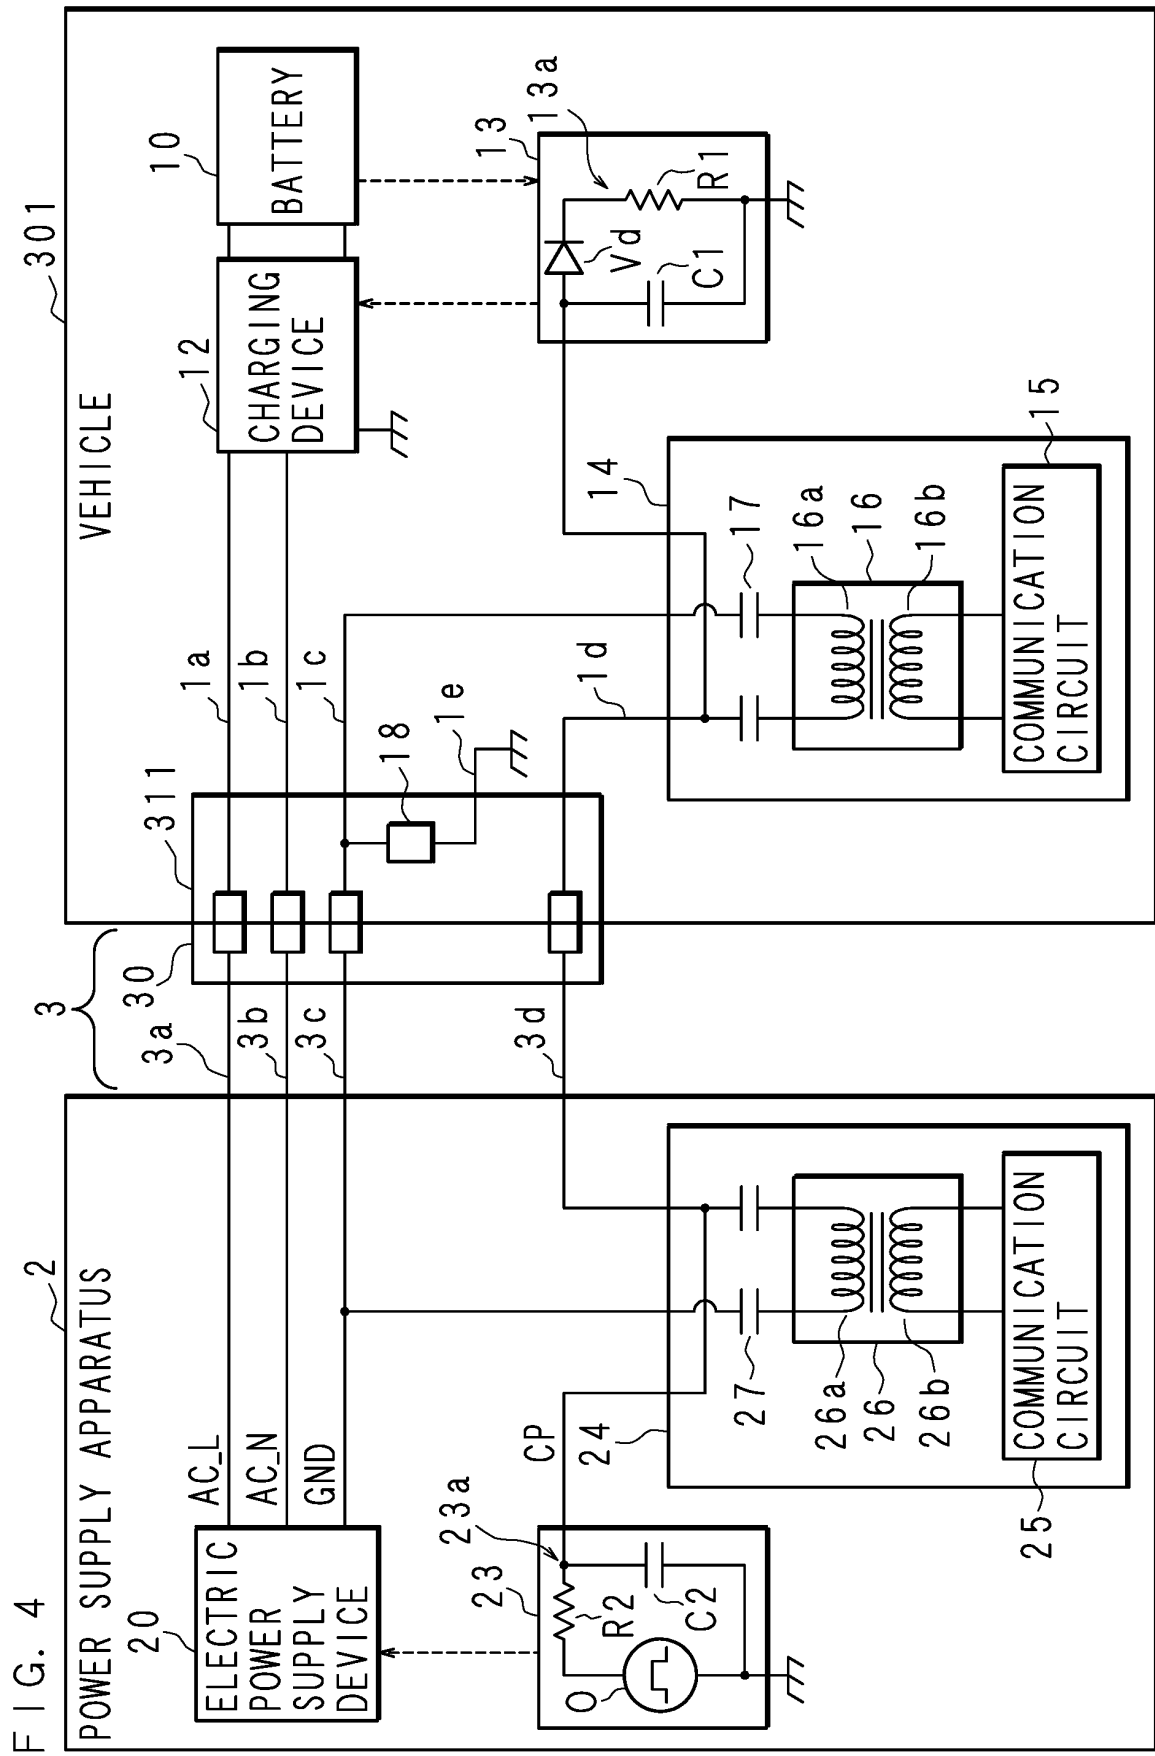 FIG. 4
2
POWER SUPPLY APPARATUS
20
ELECTRIC
POWER
SUPPLY
DEVICE
AC_L
AC_N
GND
23
23a
R2
C2
O
CP
24
27
26a
26
26b
25
COMMUNICATION
CIRCUIT
3
3a
3b
3c
3d
30
311
301
VEHICLE
1a
1b
1c
18
1e
1d
12
CHARGING
DEVICE
10
BATTERY
13
13a
Vd
R1
C1
14
17
16a
16
16b
15
COMMUNICATION
CIRCUIT